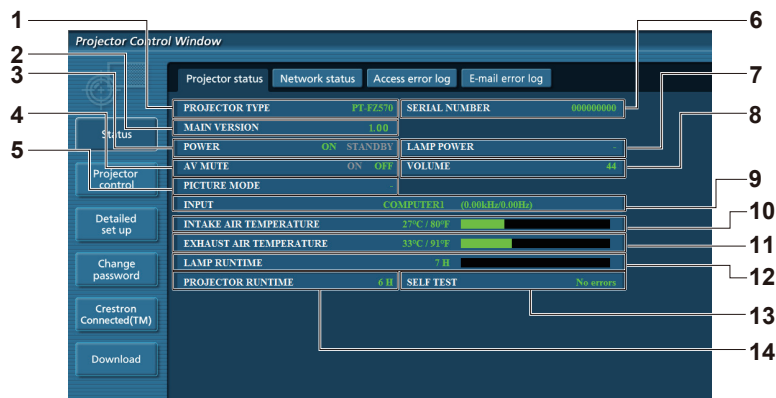 1
2
3
4
5
6
7
8
9
10
11
12
13
14
Projector Control Window
Projector status Network status Access error log E-mail error log
Status
Projector
control
Detailed
set up
Change
password
Crestron
Connected(TM)
Download
PROJECTOR TYPE PT-FZ570 SERIAL NUMBER 000000000
MAIN VERSION 1.00
POWER ON STANDBY LAMP POWER -
AV MUTE ON OFF VOLUME 44
PICTURE MODE -
INPUT COMPUTER1 (0.00kHz/0.00Hz)
INTAKE AIR TEMPERATURE 27°C / 80°F
EXHAUST AIR TEMPERATURE 33°C / 91°F
LAMP RUNTIME 7 H
PROJECTOR RUNTIME 6 H SELF TEST No errors